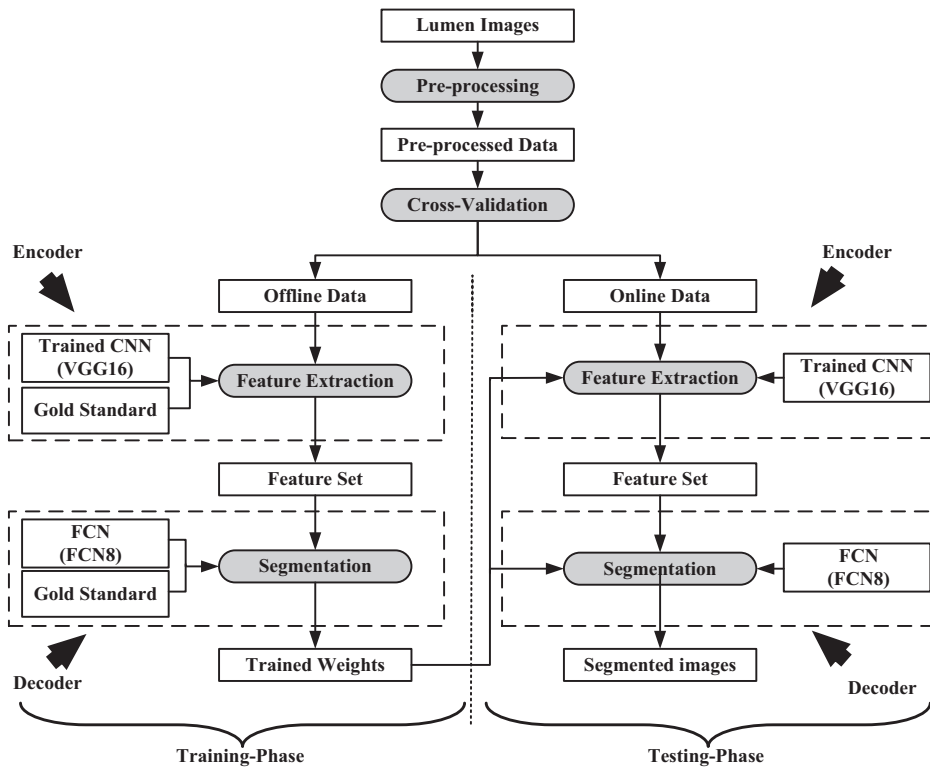 Lumen Images
Pre-processing
Pre-processed Data
Cross-Validation
Encoder
Encoder
Offline Data
Online Data
Trained CNN
(VGG16)
Gold Standard
Feature Extraction
Feature Extraction
Trained CNN
(VGG16)
Feature Set
Feature Set
FCN
(FCN8)
Gold Standard
Segmentation
Segmentation
FCN
(FCN8)
Trained Weights
Segmented images
Decoder
Decoder
Training-Phase
Testing-Phase